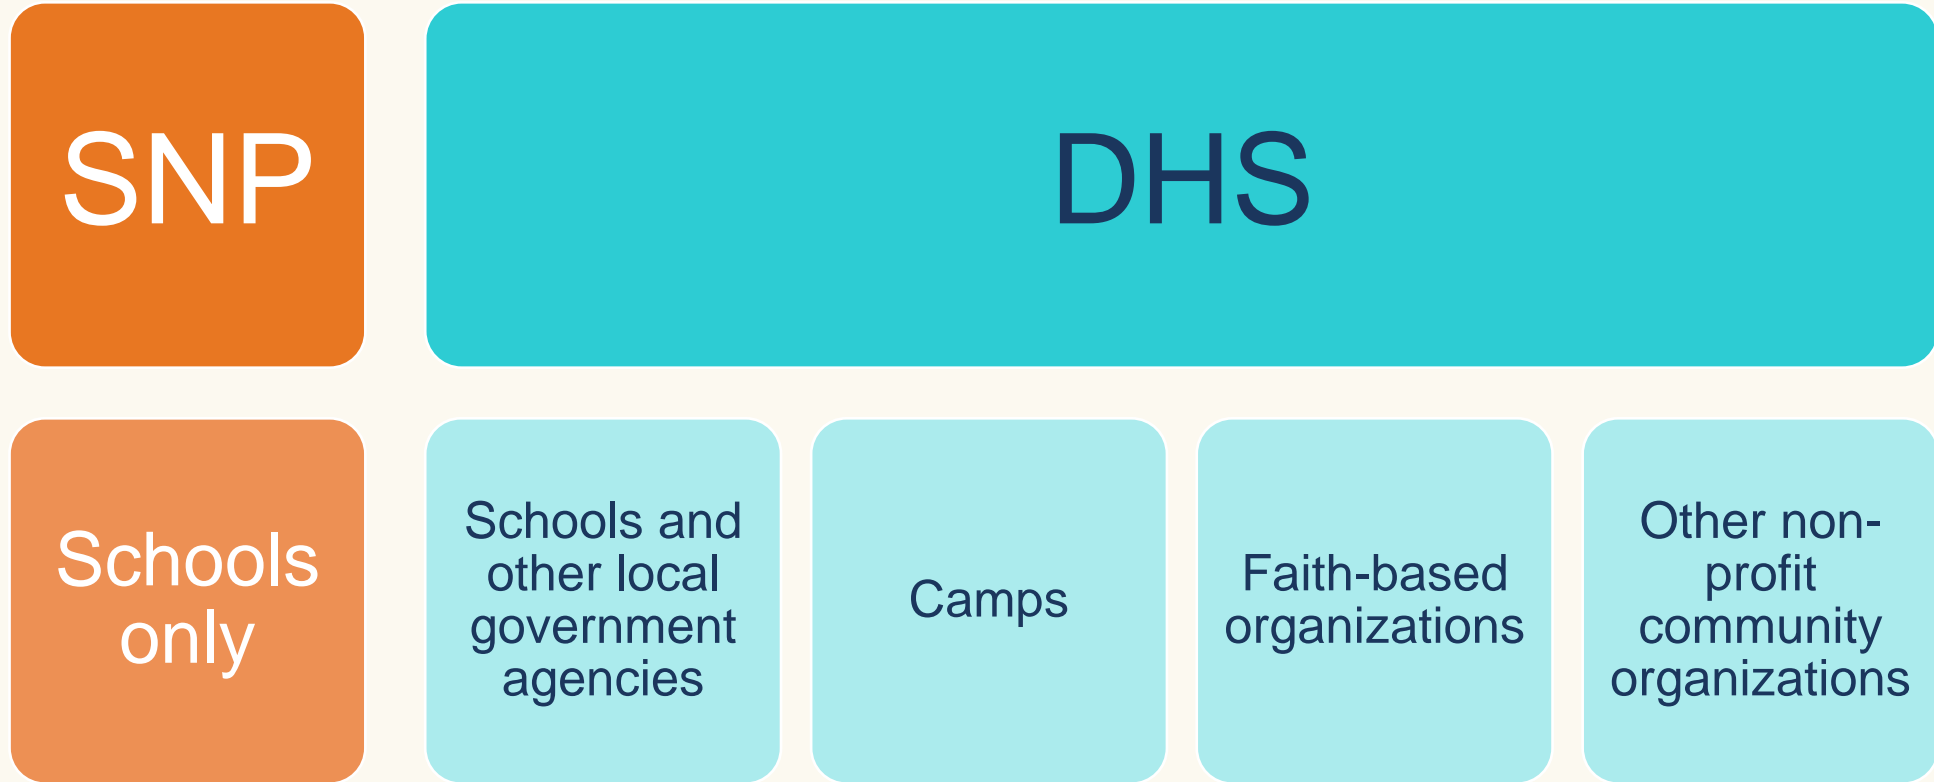 SNP
DHS
Schools
only
Schools and
other local
government
agencies
Camps
Faith-based
organizations
Other non-
profit
community
organizations